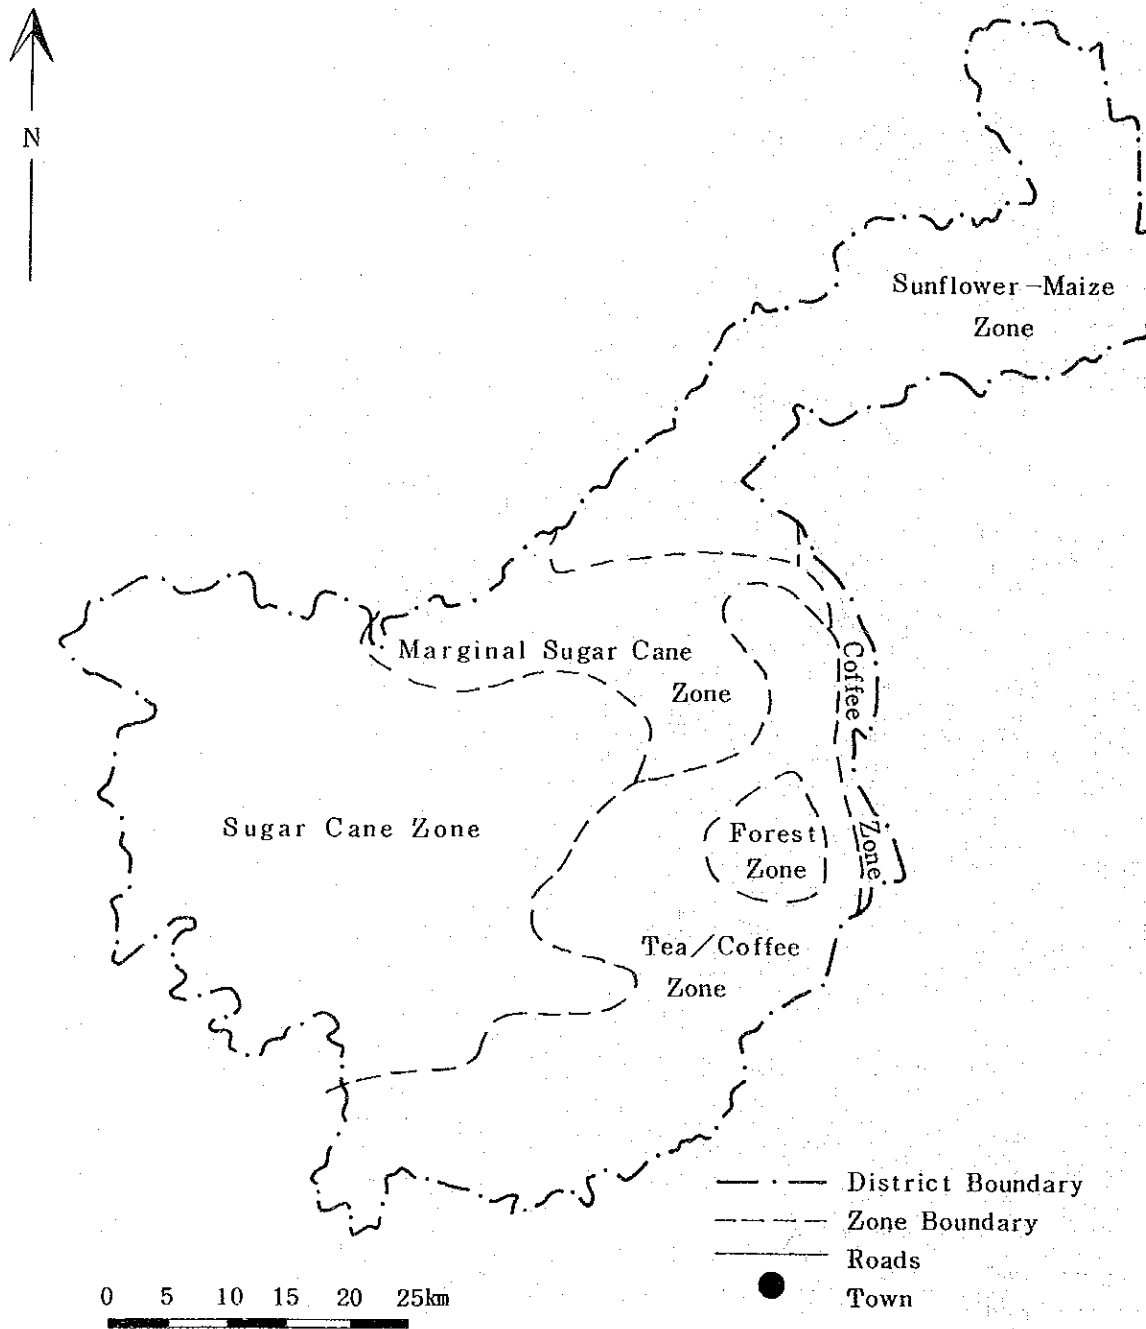 N
Sunflower-Maize
Zone
Marginal Sugar Cane
Zone
Coffee
Zone
Sugar Cane Zone
Forest
Zone
Tea/Coffee
Zone
District Boundary
Zone Boundary
Roads
Town
0 5 10 15 20 25km